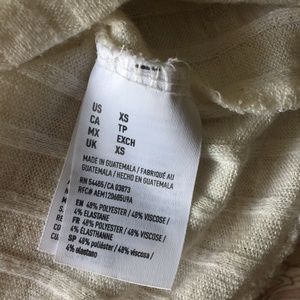 US XS
CA TP
MX EXCH
UK XS
MADE IN GUATEMALA / FABRIQUÉ AU
GUATEMALA / HECHO EN GUATEMALA
RN 54485/CA 03873
RFC# AEM120685U9A
EN 48% POLYESTER / 48% VISCOSE /
4% ELASTANE
FR 48% POLYESTER / 48% VISCOSE /
4% ÉLASTHANNE
SP 48% poliéster / 48% viscosa /
4% elastano